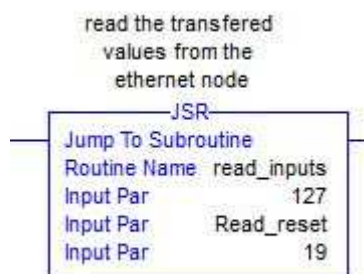 read the transfered
values from the
ethernet node
JSR
Jump To Subroutine
Routine Name read_inputs
Input Par 127
Input Par Read_reset
Input Par 19